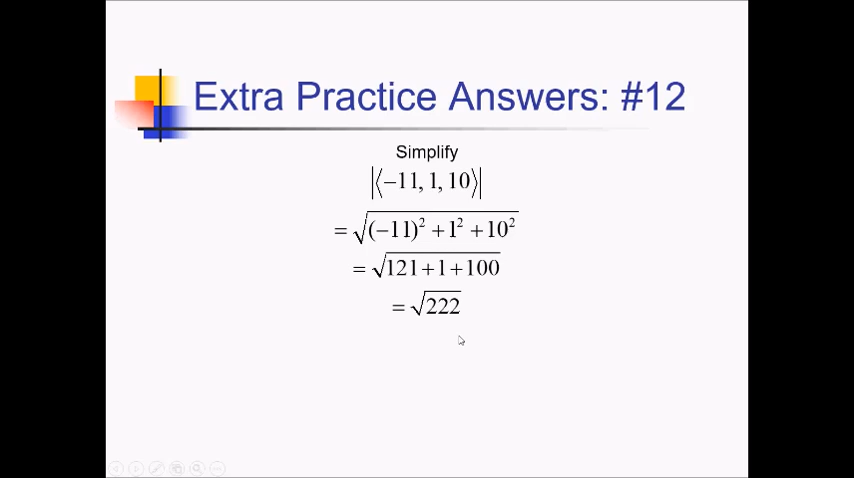 Extra Practice Answers: #12
Simplify
|⟨−11, 1, 10⟩|
= √(−11)² + 1² + 10²
= √121 + 1 + 100
= √222